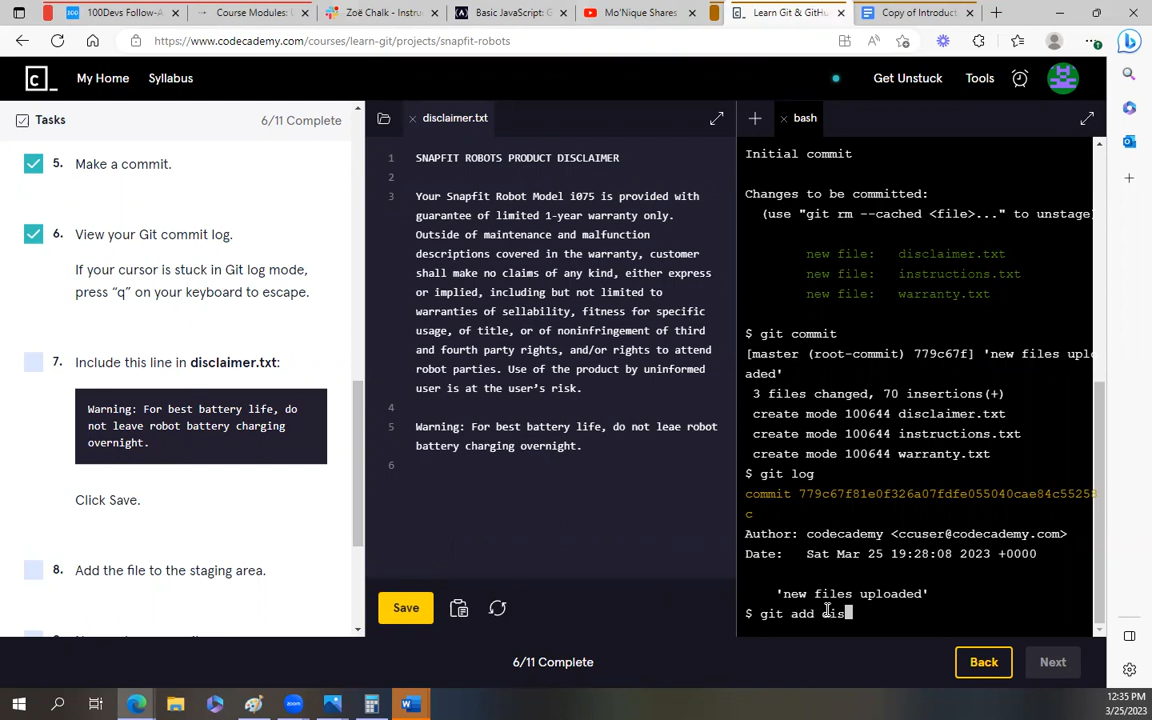 100Devs Follow-A
Course Modules: G
Zoë Chalk - Instru
Basic JavaScript: G
Mo'Nique Shares
Learn Git & GitHu
Copy of Introduct
https://www.codecademy.com/courses/learn-git/projects/snapfit-robots
My Home
Syllabus
Get Unstuck
Tools
Tasks
6/11 Complete
5. Make a commit.
6. View your Git commit log.
If your cursor is stuck in Git log mode,
press “q” on your keyboard to escape.
7. Include this line in disclaimer.txt:
Warning: For best battery life, do
not leave robot battery charging
overnight.
Click Save.
8. Add the file to the staging area.
disclaimer.txt
1 SNAPFIT ROBOTS PRODUCT DISCLAIMER
2
3 Your Snapfit Robot Model i075 is provided with
guarantee of limited 1-year warranty only.
Outside of maintenance and malfunction
descriptions covered in the warranty, customer
shall make no claims of any kind, either express
or implied, including but not limited to
warranties of sellability, fitness for specific
usage, of title, or of noninfringement of third
and fourth party rights, and/or rights to attend
robot parties. Use of the product by uninformed
user is at the user’s risk.
4
5 Warning: For best battery life, do not leae robot
battery charging overnight.
6
Save
bash
Initial commit
Changes to be committed:
(use "git rm --cached <file>..." to unstage)
new file: disclaimer.txt
new file: instructions.txt
new file: warranty.txt
$ git commit
[master (root-commit) 779c67f] 'new files uplo
aded'
3 files changed, 70 insertions(+)
create mode 100644 disclaimer.txt
create mode 100644 instructions.txt
create mode 100644 warranty.txt
$ git log
commit 779c67f81e0f326a07fdfe055040cae84c55258
c
Author: codecademy <ccuser@codecademy.com>
Date: Sat Mar 25 19:28:08 2023 +0000
'new files uploaded'
$ git add dis
6/11 Complete
Back
Next
12:35 PM
3/25/2023